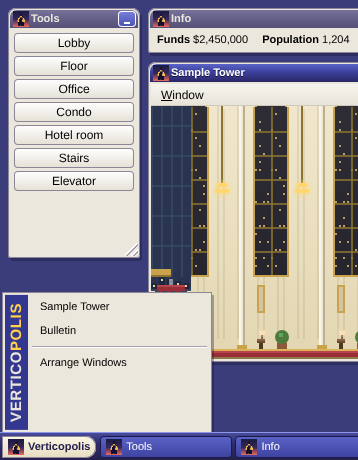 Tools
Lobby
Floor
Office
Condo
Hotel room
Stairs
Elevator
Info
Funds $2,450,000 Population 1,204
Sample Tower
Window
VERTICOPOLIS
Sample Tower
Bulletin
Arrange Windows
Verticopolis
Tools
Info